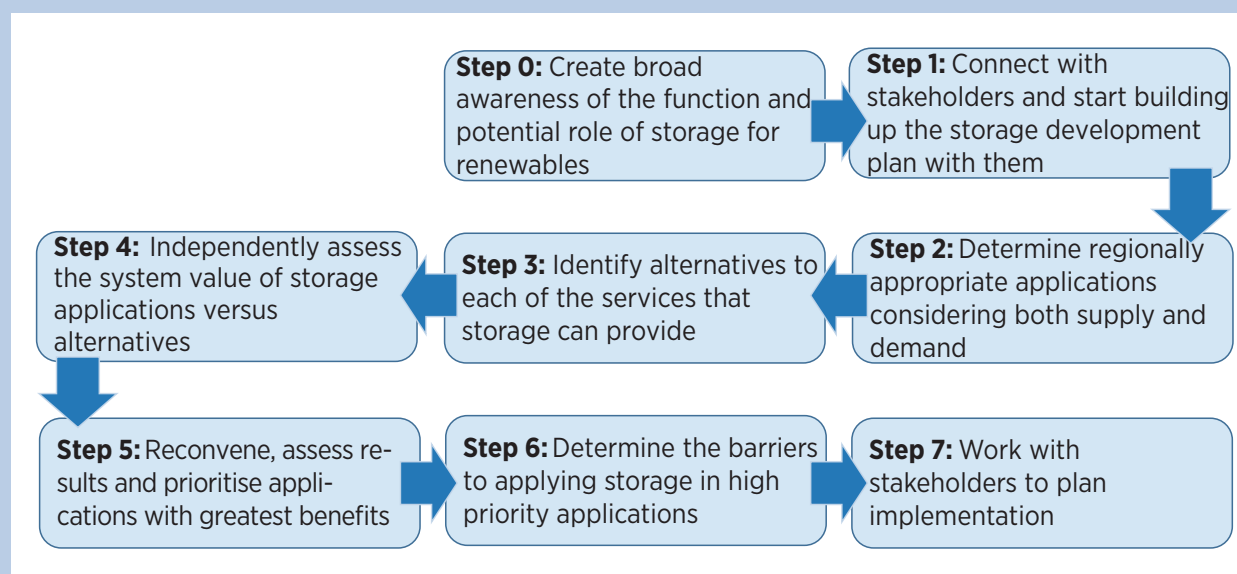 Step 0: Create broad
awareness of the function and
potential role of storage for
renewables
Step 1: Connect with
stakeholders and start building
up the storage development
plan with them
Step 2: Determine regionally
appropriate applications
considering both supply and
demand
Step 3: Identify alternatives to
each of the services that
storage can provide
Step 4: Independently assess
the system value of storage
applications versus
alternatives
Step 5: Reconvene, assess re-
sults and prioritise appli-
cations with greatest benefits
Step 6: Determine the barriers
to applying storage in high
priority applications
Step 7: Work with
stakeholders to plan
implementation